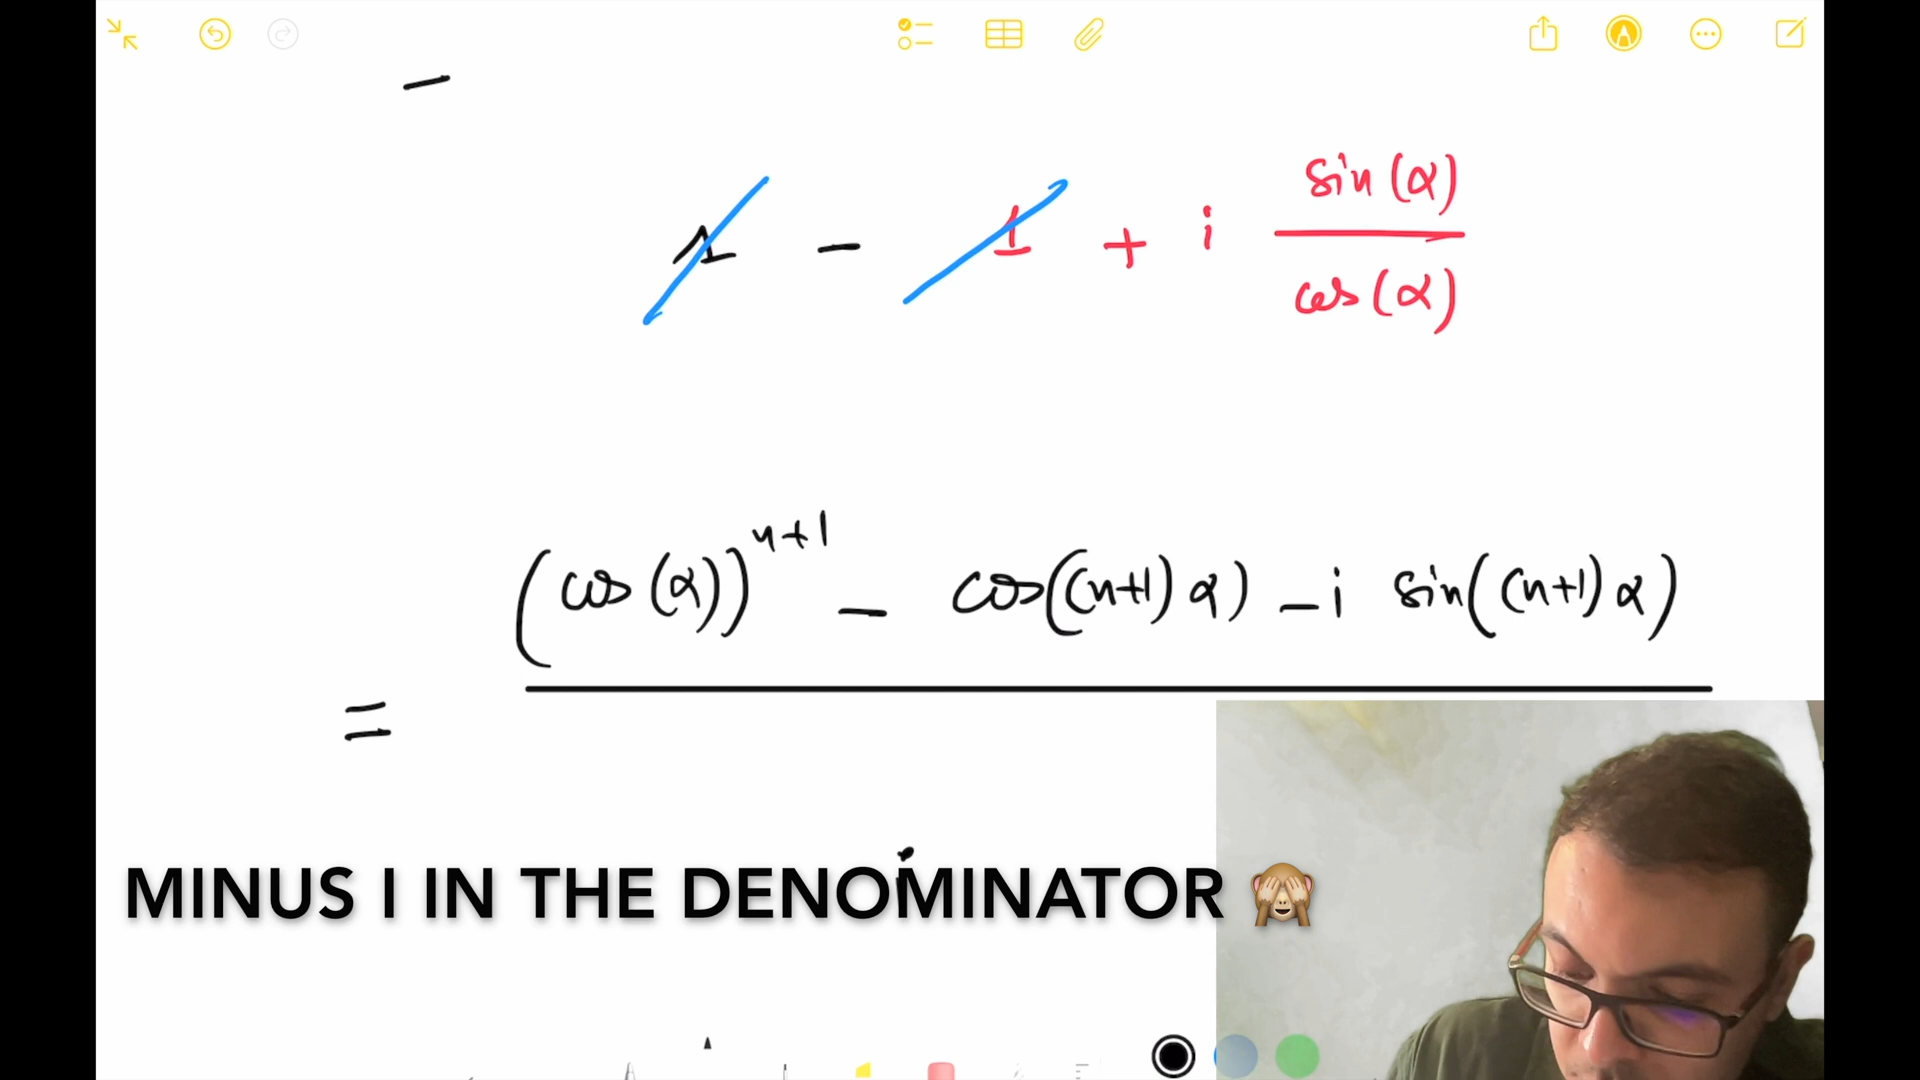 −
1 − 1 + i sin(α) / cos(α)
= (cos(α))^{n+1} − cos((n+1)α) − i sin((n+1)α)
i
MINUS I IN THE DENOMINATOR 🙈